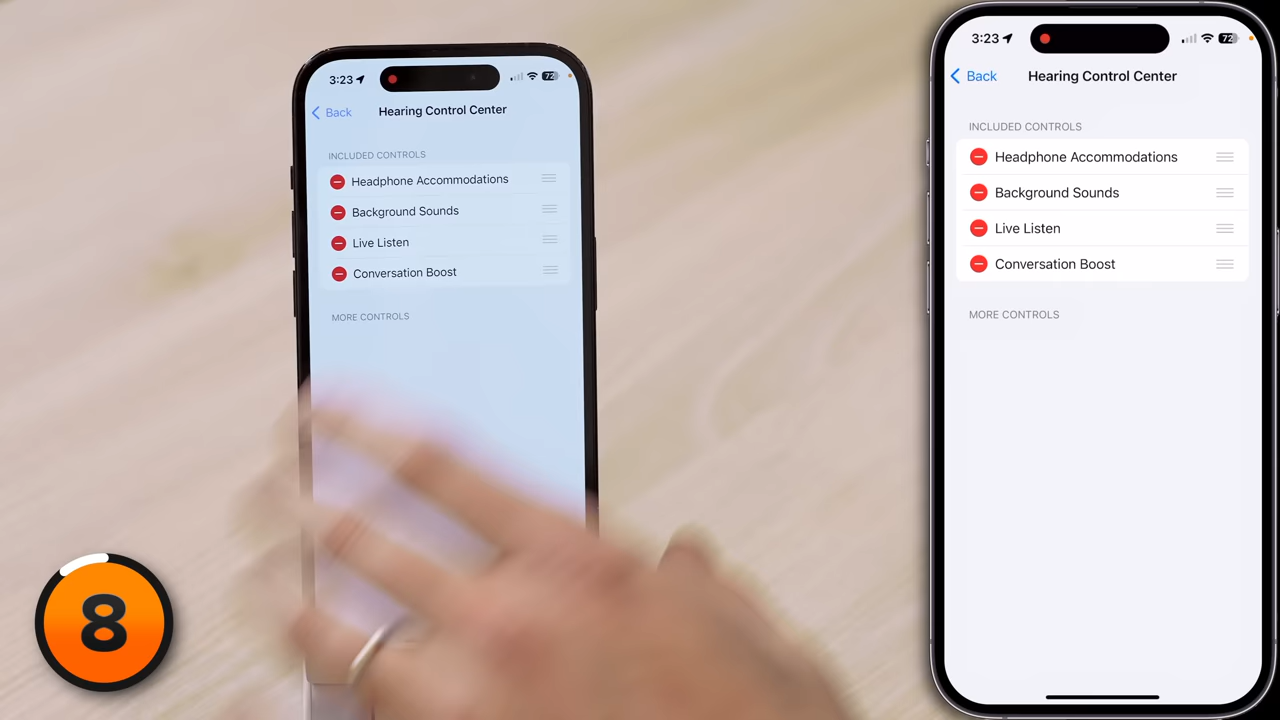 3:23
72
Back
Hearing Control Center
INCLUDED CONTROLS
Headphone Accommodations
Background Sounds
Live Listen
Conversation Boost
MORE CONTROLS
8
3:23
72
Back
Hearing Control Center
INCLUDED CONTROLS
Headphone Accommodations
Background Sounds
Live Listen
Conversation Boost
MORE CONTROLS